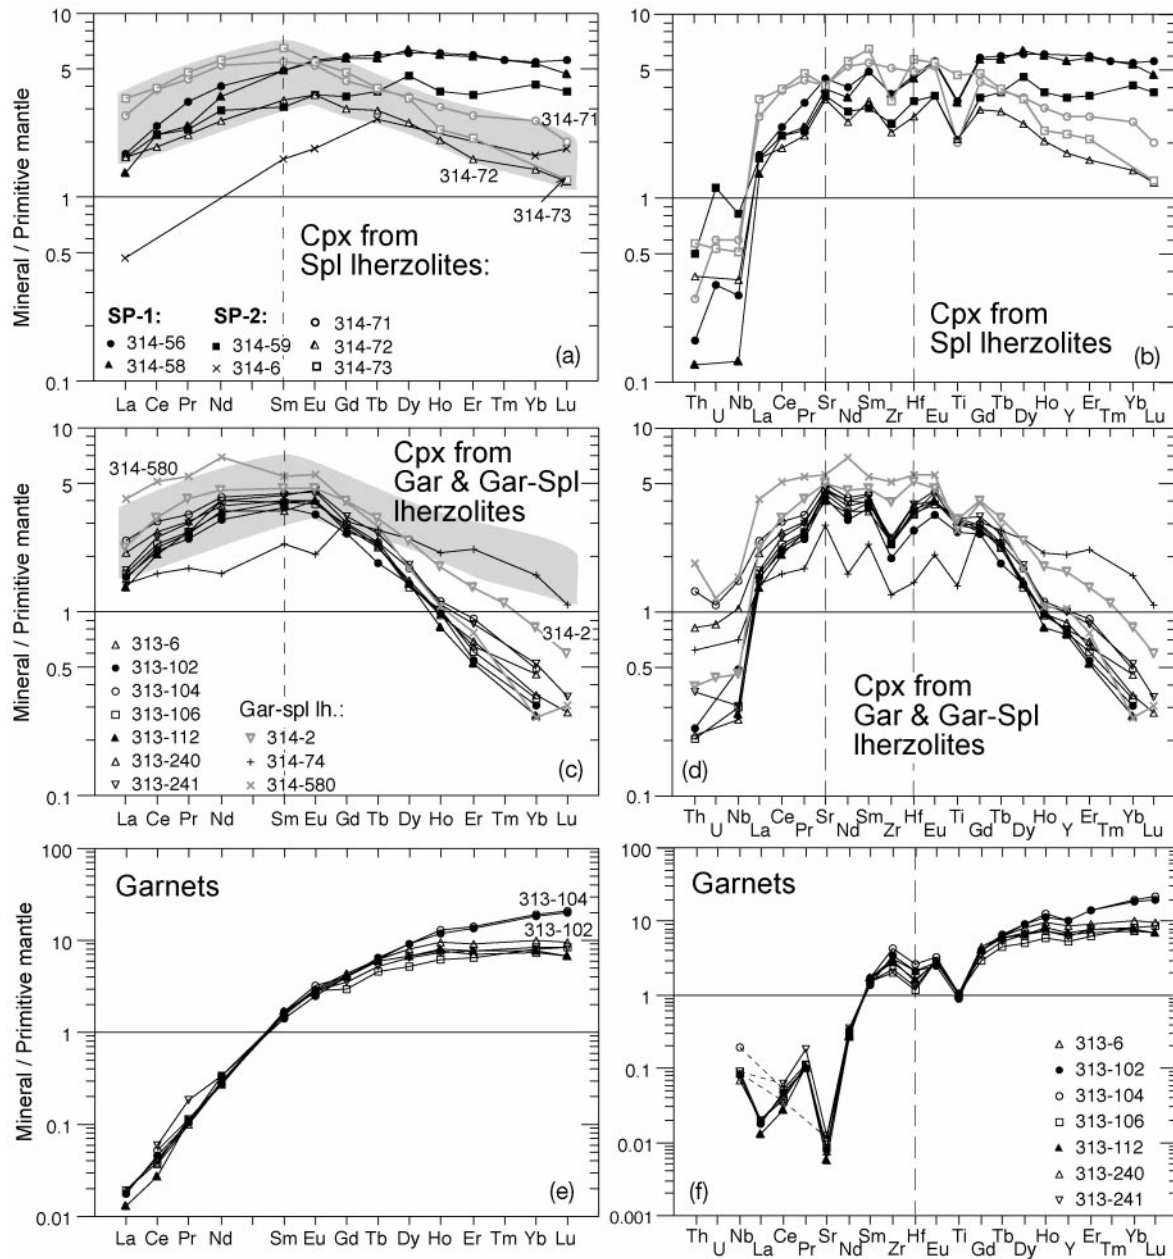 Mineral / Primitive mantle
10
5
1
0.5
0.1
314-71
314-72
314-73
Cpx from
Spl lherzolites:
SP-1:
314-56
314-58
SP-2:
314-59
314-6
314-71
314-72
314-73
(a)
La Ce Pr Nd Sm Eu Gd Tb Dy Ho Er Tm Yb Lu
10
5
1
0.5
0.1
Cpx from
Spl lherzolites
(b)
Th U Nb La Ce Pr Sr Nd Sm Zr Hf Eu Ti Gd Tb Dy Ho Y Er Tm Yb Lu
Mineral / Primitive mantle
10
5
1
0.5
0.1
314-580
Cpx from
Gar & Gar-Spl
lherzolites
314-2
313-6
313-102
313-104
313-106
313-112
313-240
313-241
Gar-spl lh.:
314-2
314-74
314-580
(c)
La Ce Pr Nd Sm Eu Gd Tb Dy Ho Er Tm Yb Lu
10
5
1
0.5
0.1
Cpx from
Gar & Gar-Spl
lherzolites
(d)
Th U Nb La Ce Pr Sr Nd Sm Zr Hf Eu Ti Gd Tb Dy Ho Y Er Tm Yb Lu
Mineral / Primitive mantle
100
10
1
0.1
0.01
Garnets
313-104
313-102
(e)
La Ce Pr Nd Sm Eu Gd Tb Dy Ho Er Tm Yb Lu
100
10
1
0.1
0.01
0.001
Garnets
313-6
313-102
313-104
313-106
313-112
313-240
313-241
(f)
Th U Nb La Ce Pr Sr Nd Sm Zr Hf Eu Ti Gd Tb Dy Ho Y Er Tm Yb Lu